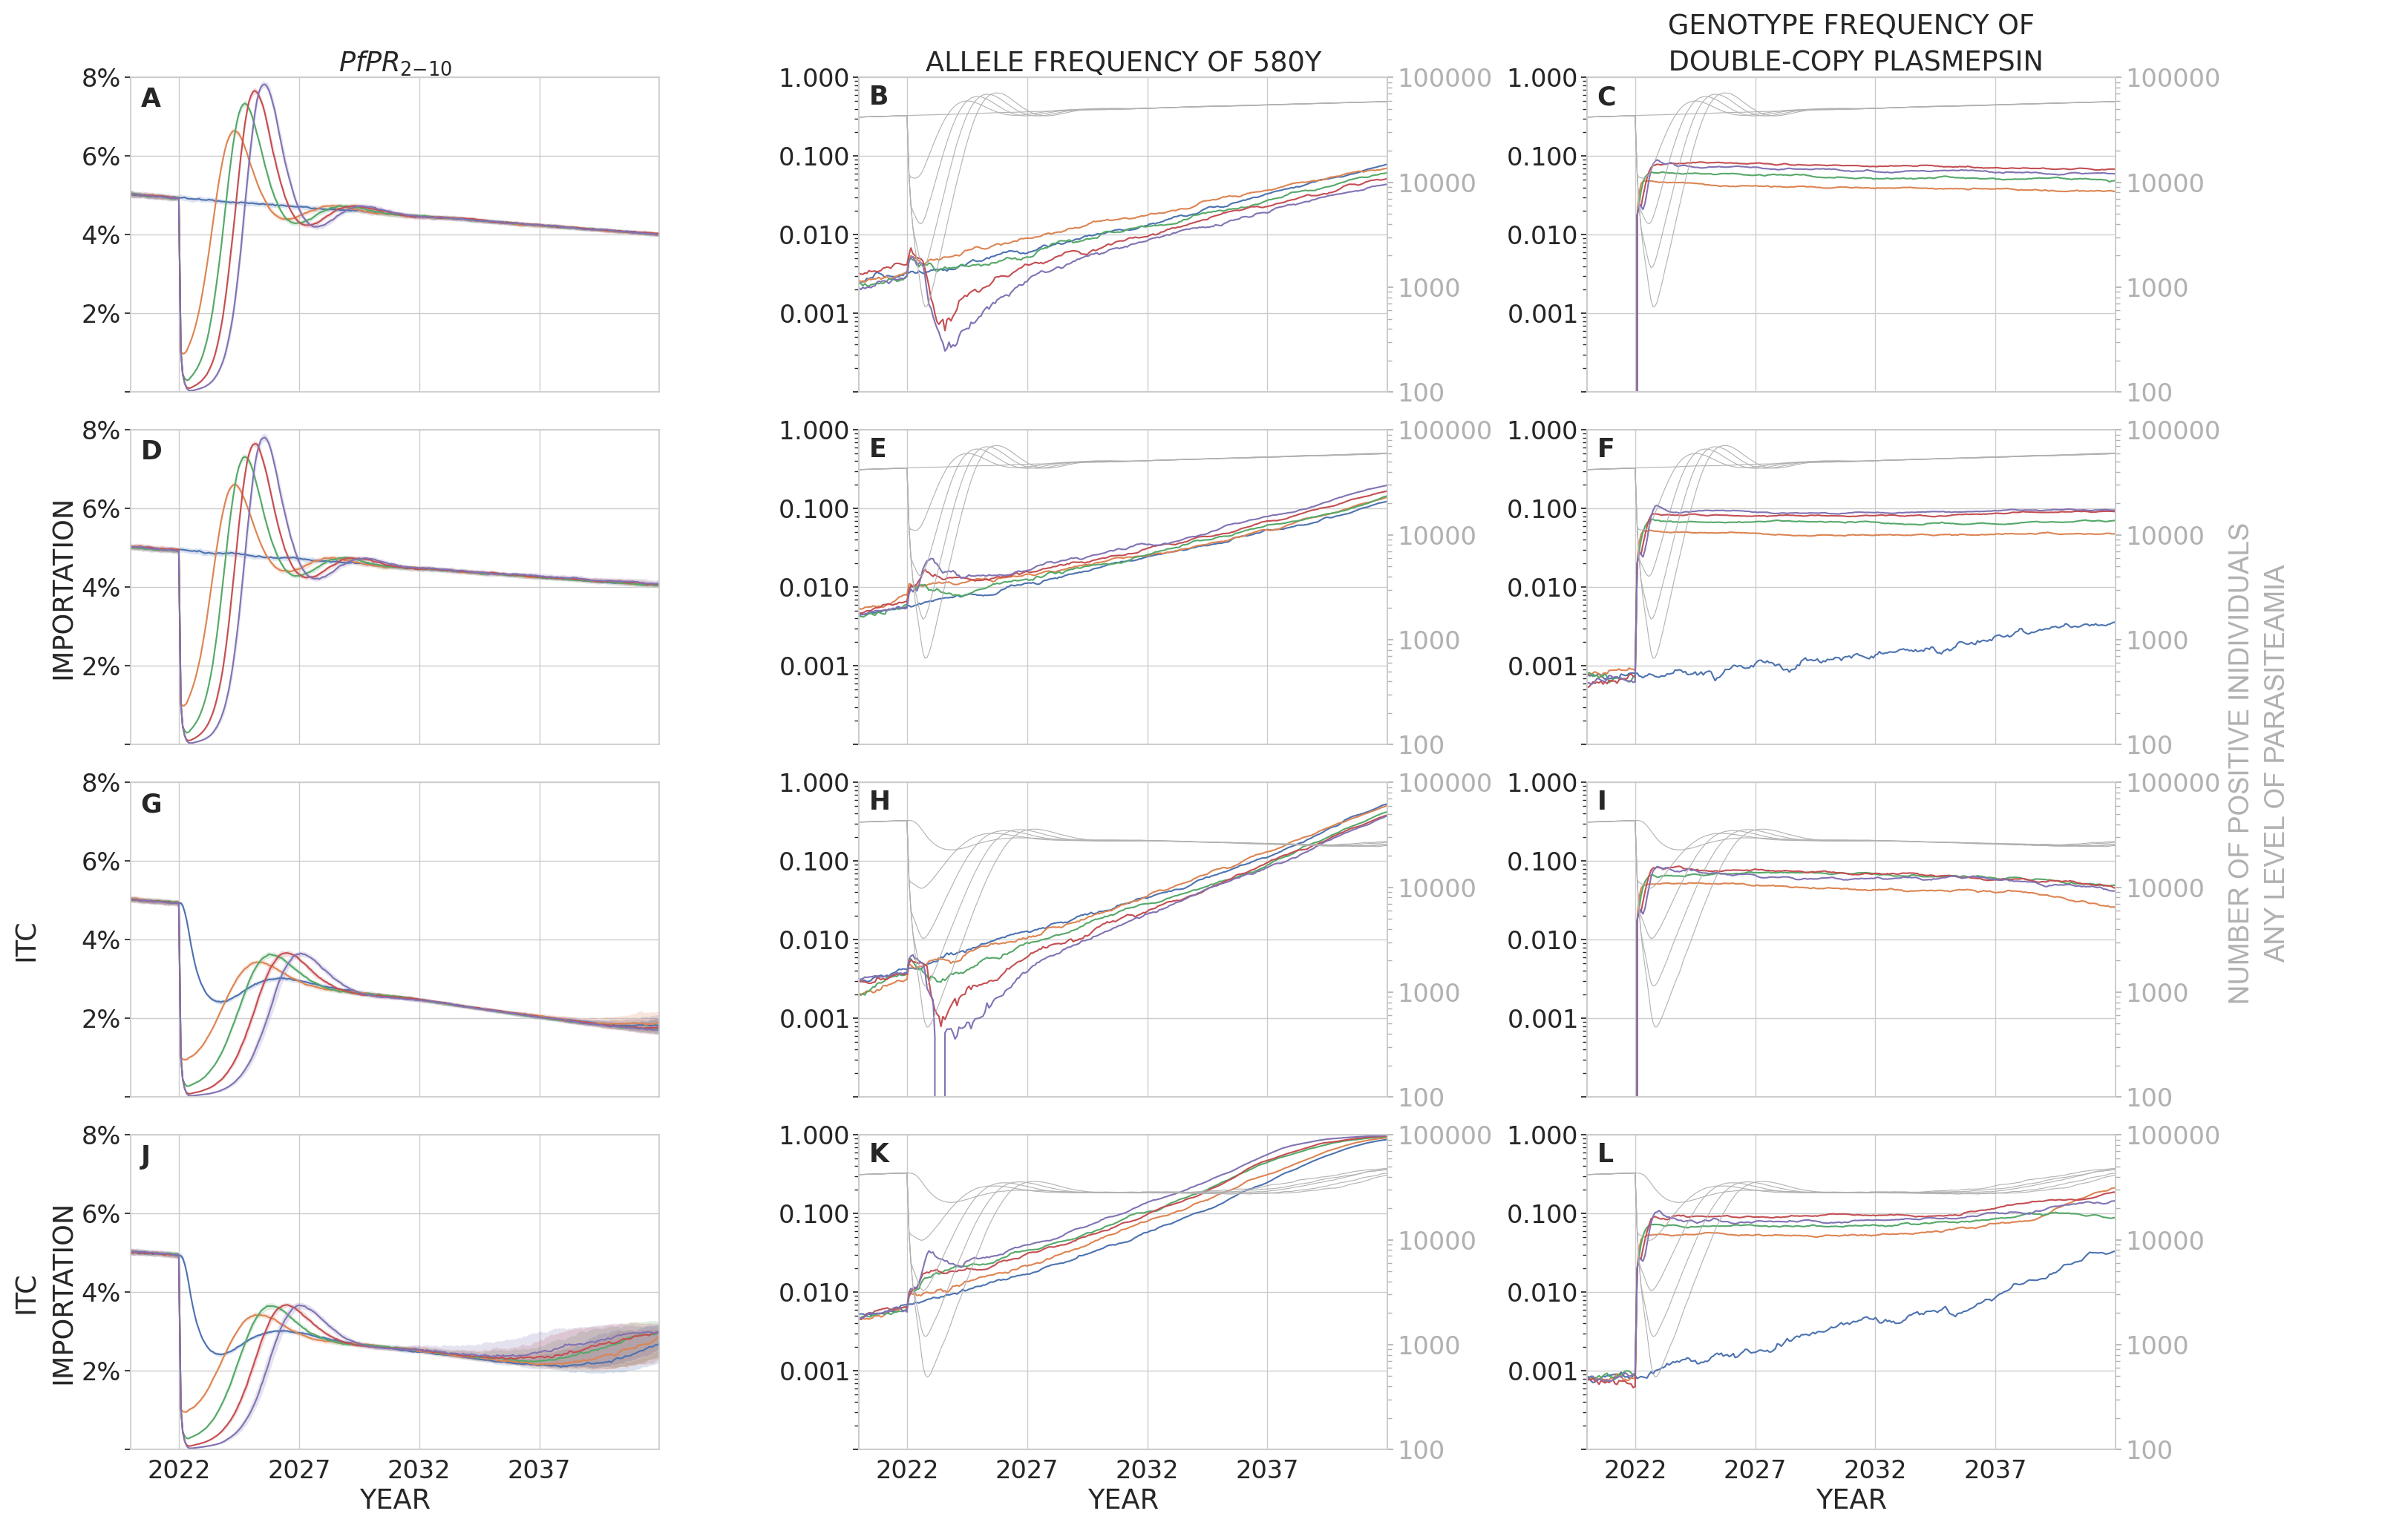 PfPR2−10
ALLELE FREQUENCY OF 580Y
GENOTYPE FREQUENCY OF
DOUBLE-COPY PLASMEPSIN
A
8%
6%
4%
2%
B
1.000
0.100
0.010
0.001
100000
10000
1000
100
C
1.000
0.100
0.010
0.001
100000
10000
1000
100
IMPORTATION
D
8%
6%
4%
2%
E
1.000
0.100
0.010
0.001
100000
10000
1000
100
F
1.000
0.100
0.010
0.001
100000
10000
1000
100
NUMBER OF POSITIVE INIDIVIDUALS
ANY LEVEL OF PARASITEAMIA
ITC
G
8%
6%
4%
2%
H
1.000
0.100
0.010
0.001
100000
10000
1000
100
I
1.000
0.100
0.010
0.001
100000
10000
1000
100
ITC
IMPORTATION
J
8%
6%
4%
2%
K
1.000
0.100
0.010
0.001
100000
10000
1000
100
L
1.000
0.100
0.010
0.001
100000
10000
1000
100
2022 2027 2032 2037
YEAR
2022 2027 2032 2037
YEAR
2022 2027 2032 2037
YEAR